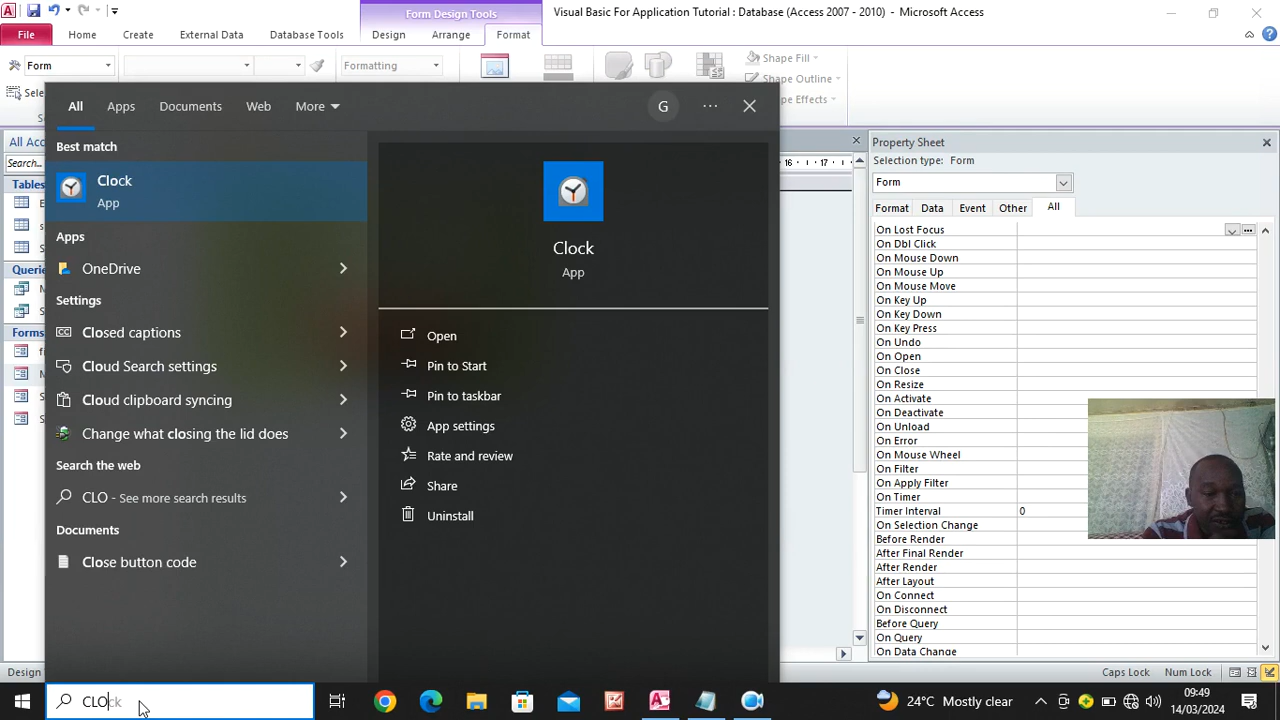 Form Design Tools
Visual Basic For Application Tutorial : Database (Access 2007 - 2010) - Microsoft Access
File Home Create External Data Database Tools Design Arrange Format
Form Formatting Shape Fill
Selec Shape Outline
Shape Effects
All Apps Documents Web More G
Best match
Clock
App
Apps
OneDrive
Settings
Closed captions
Cloud Search settings
Cloud clipboard syncing
Change what closing the lid does
Search the web
CLO - See more search results
Documents
Close button code
Clock
App
Open
Pin to Start
Pin to taskbar
App settings
Rate and review
Share
Uninstall
All Acc
Search...
Tables
E
s
S
Queri
N
S
Forms
fi
N
S
S
16 17
Property Sheet
Selection type: Form
Form
Format Data Event Other All
On Lost Focus
On Dbl Click
On Mouse Down
On Mouse Up
On Mouse Move
On Key Up
On Key Down
On Key Press
On Undo
On Open
On Close
On Resize
On Activate
On Deactivate
On Unload
On Error
On Mouse Wheel
On Filter
On Apply Filter
On Timer
Timer Interval 0
On Selection Change
Before Render
After Final Render
After Render
After Layout
On Connect
On Disconnect
Before Query
On Query
On Data Change
Design Caps Lock Num Lock
CLOck
24°C Mostly clear
09:49
14/03/2024